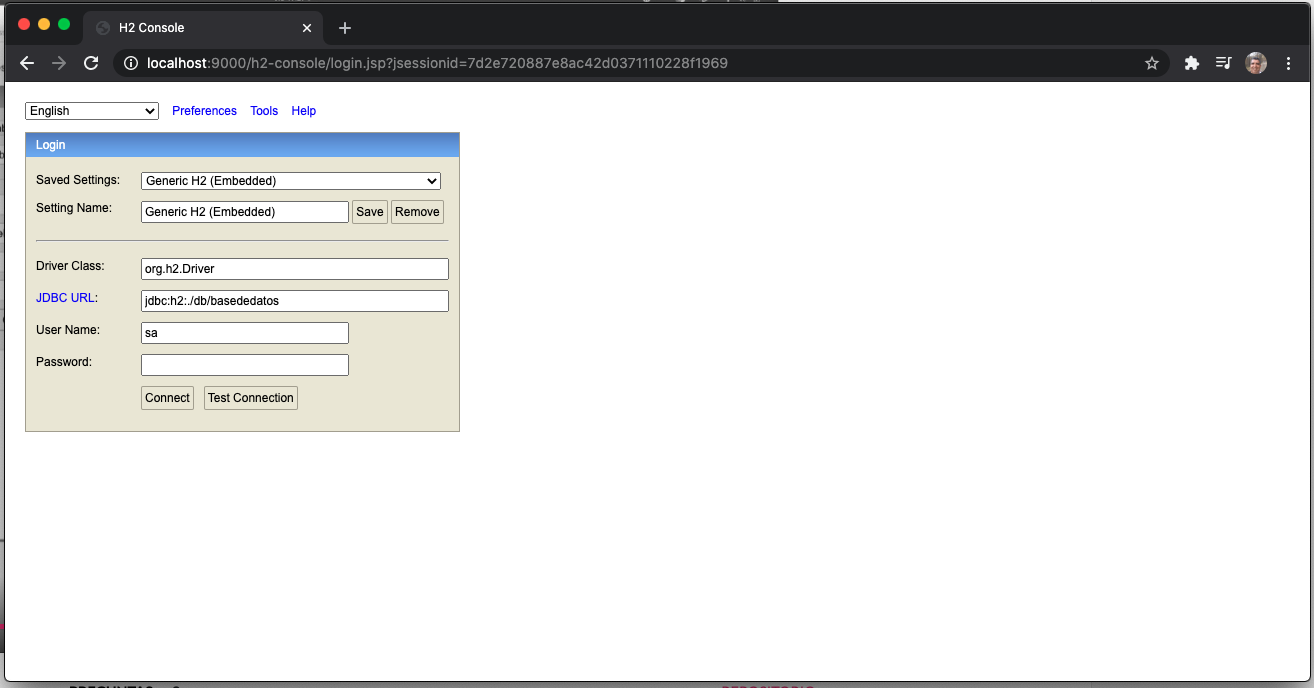 H2 Console
localhost:9000/h2-console/login.jsp?jsessionid=7d2e720887e8ac42d0371110228f1969
English Preferences Tools Help
Login
Saved Settings: Generic H2 (Embedded)
Setting Name: Generic H2 (Embedded) Save Remove
Driver Class: org.h2.Driver
JDBC URL: jdbc:h2:./db/basededatos
User Name: sa
Password:
Connect Test Connection